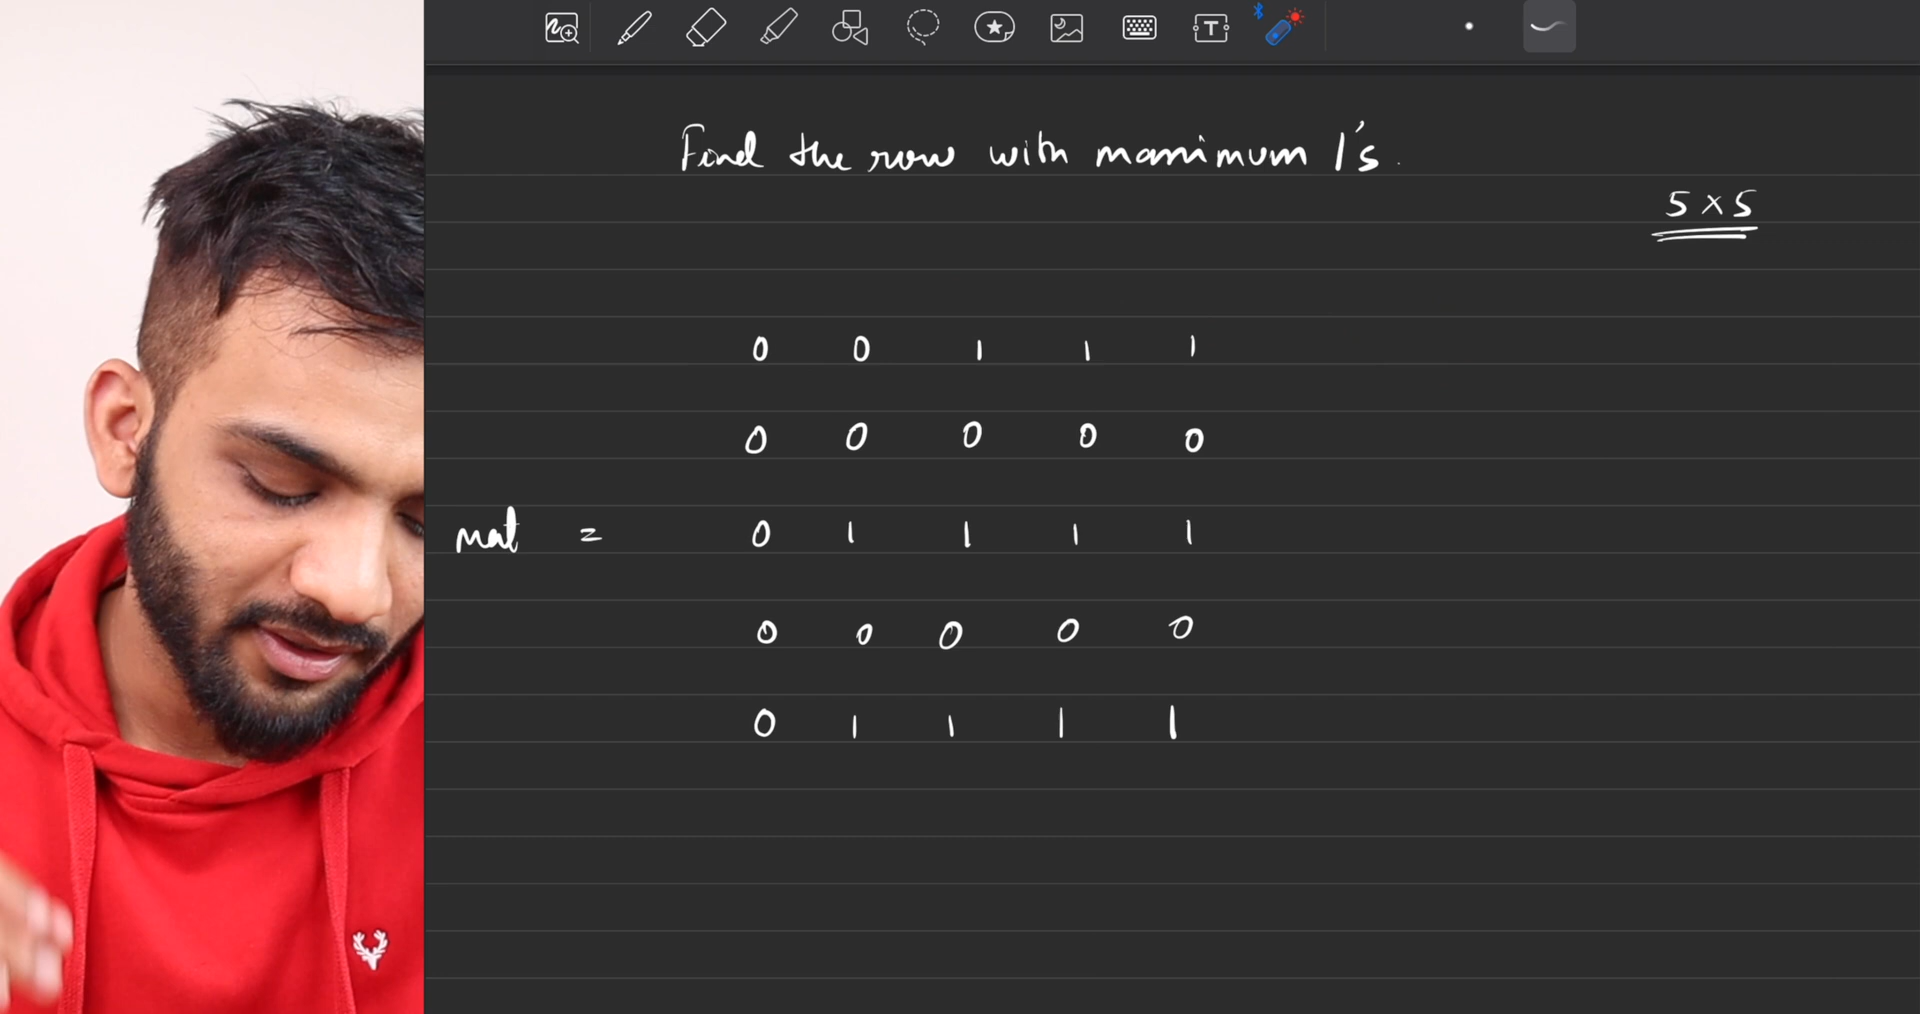 Find the row with maximum 1's.
5 x 5
0 0 1 1 1
0 0 0 0 0
mat = 0 1 1 1 1
0 0 0 0 0
0 1 1 1 1